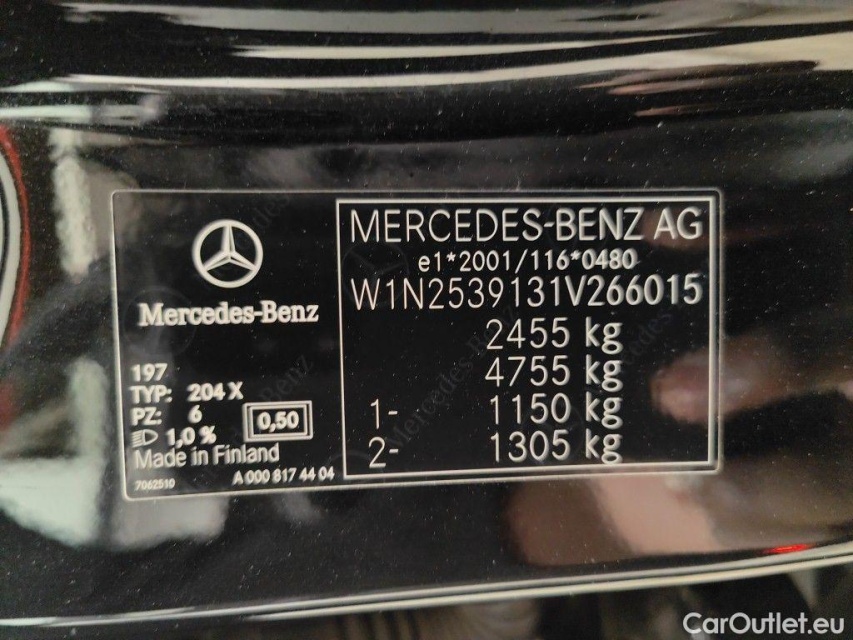 Mercedes-Benz
197
TYP: 204 X
PZ: 6
0,50
1,0 %
Made in Finland
7062510
A 000 817 44 04
MERCEDES-BENZ AG
e1*2001/116*0480
W1N2539131V266015
2455 kg
4755 kg
1- 1150 kg
2- 1305 kg
CarOutlet.eu